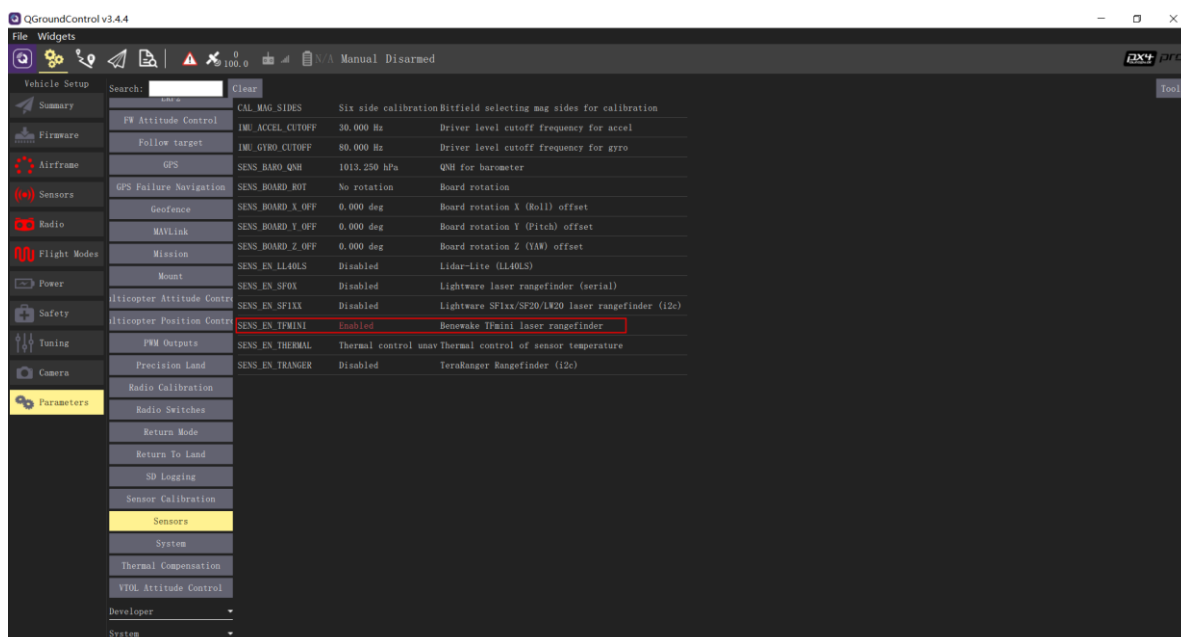 QGroundControl v3.4.4
File Widgets
0
100.0 N/A Manual Disarmed
px4 pro
Vehicle Setup
Summary
Firmware
Airframe
Sensors
Radio
Flight Modes
Power
Safety
Tuning
Camera
Parameters
Search: Clear
Tool
FW Attitude Control
Follow target
GPS
GPS Failure Navigation
Geofence
MAVLink
Mission
Mount
ulticopter Attitude Contro
ulticopter Position Contro
PWM Outputs
Precision Land
Radio Calibration
Radio Switches
Return Mode
Return To Land
SD Logging
Sensor Calibration
Sensors
System
Thermal Compensation
VTOL Attitude Control
Developer
System
CAL_MAG_SIDES Six side calibration Bitfield selecting mag sides for calibration
IMU_ACCEL_CUTOFF 30.000 Hz Driver level cutoff frequency for accel
IMU_GYRO_CUTOFF 80.000 Hz Driver level cutoff frequency for gyro
SENS_BARO_QNH 1013.250 hPa QNH for barometer
SENS_BOARD_ROT No rotation Board rotation
SENS_BOARD_X_OFF 0.000 deg Board rotation X (Roll) offset
SENS_BOARD_Y_OFF 0.000 deg Board rotation Y (Pitch) offset
SENS_BOARD_Z_OFF 0.000 deg Board rotation Z (YAW) offset
SENS_EN_LL40LS Disabled Lidar-Lite (LL40LS)
SENS_EN_SF0X Disabled Lightware laser rangefinder (serial)
SENS_EN_SF1XX Disabled Lightware SF1xx/SF20/LW20 laser rangefinder (i2c)
SENS_EN_TFMINI Enabled Benewake TFmini laser rangefinder
SENS_EN_THERMAL Thermal control unav Thermal control of sensor temperature
SENS_EN_TRANGER Disabled TeraRanger Rangefinder (i2c)